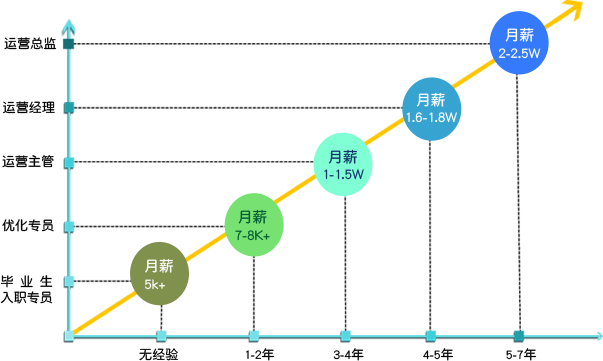 运营总监
月薪
2-2.5W
运营经理
月薪
1.6-1.8W
运营主管
月薪
1-1.5W
优化专员
月薪
7-8K+
毕 业 生
入职专员
月薪
5k+
无经验
1-2年
3-4年
4-5年
5-7年